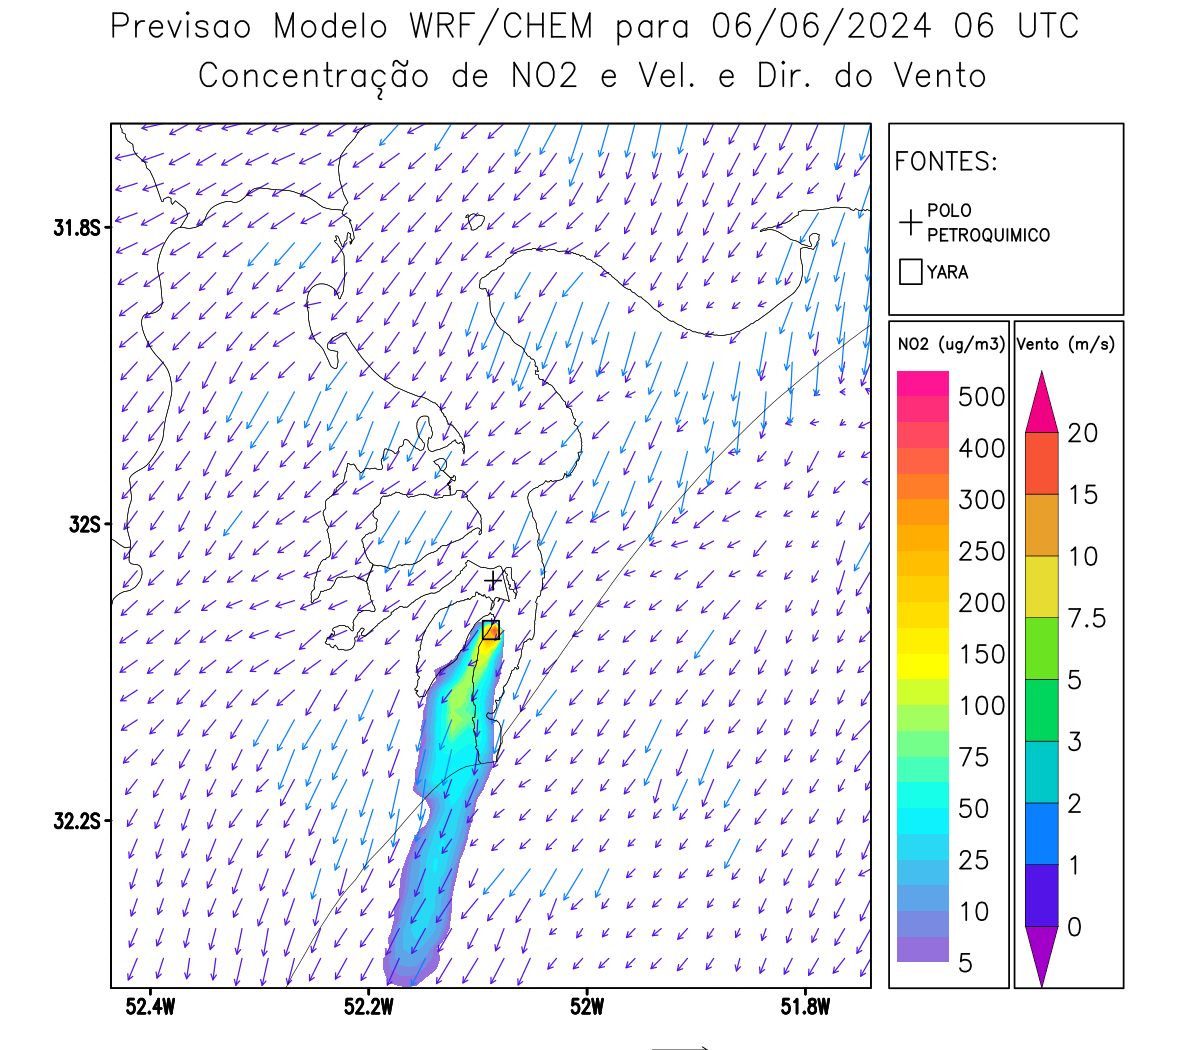 Previsao Modelo WRF/CHEM para 06/06/2024 06 UTC
Concentração de NO2 e Vel. e Dir. do Vento
FONTES:
POLO
PETROQUIMICO
YARA
NO2 (ug/m3)
500
400
300
250
200
150
100
75
50
25
10
5
Vento (m/s)
20
15
10
7.5
5
3
2
1
0
31.8S
32S
32.2S
52.4W
52.2W
52W
51.8W